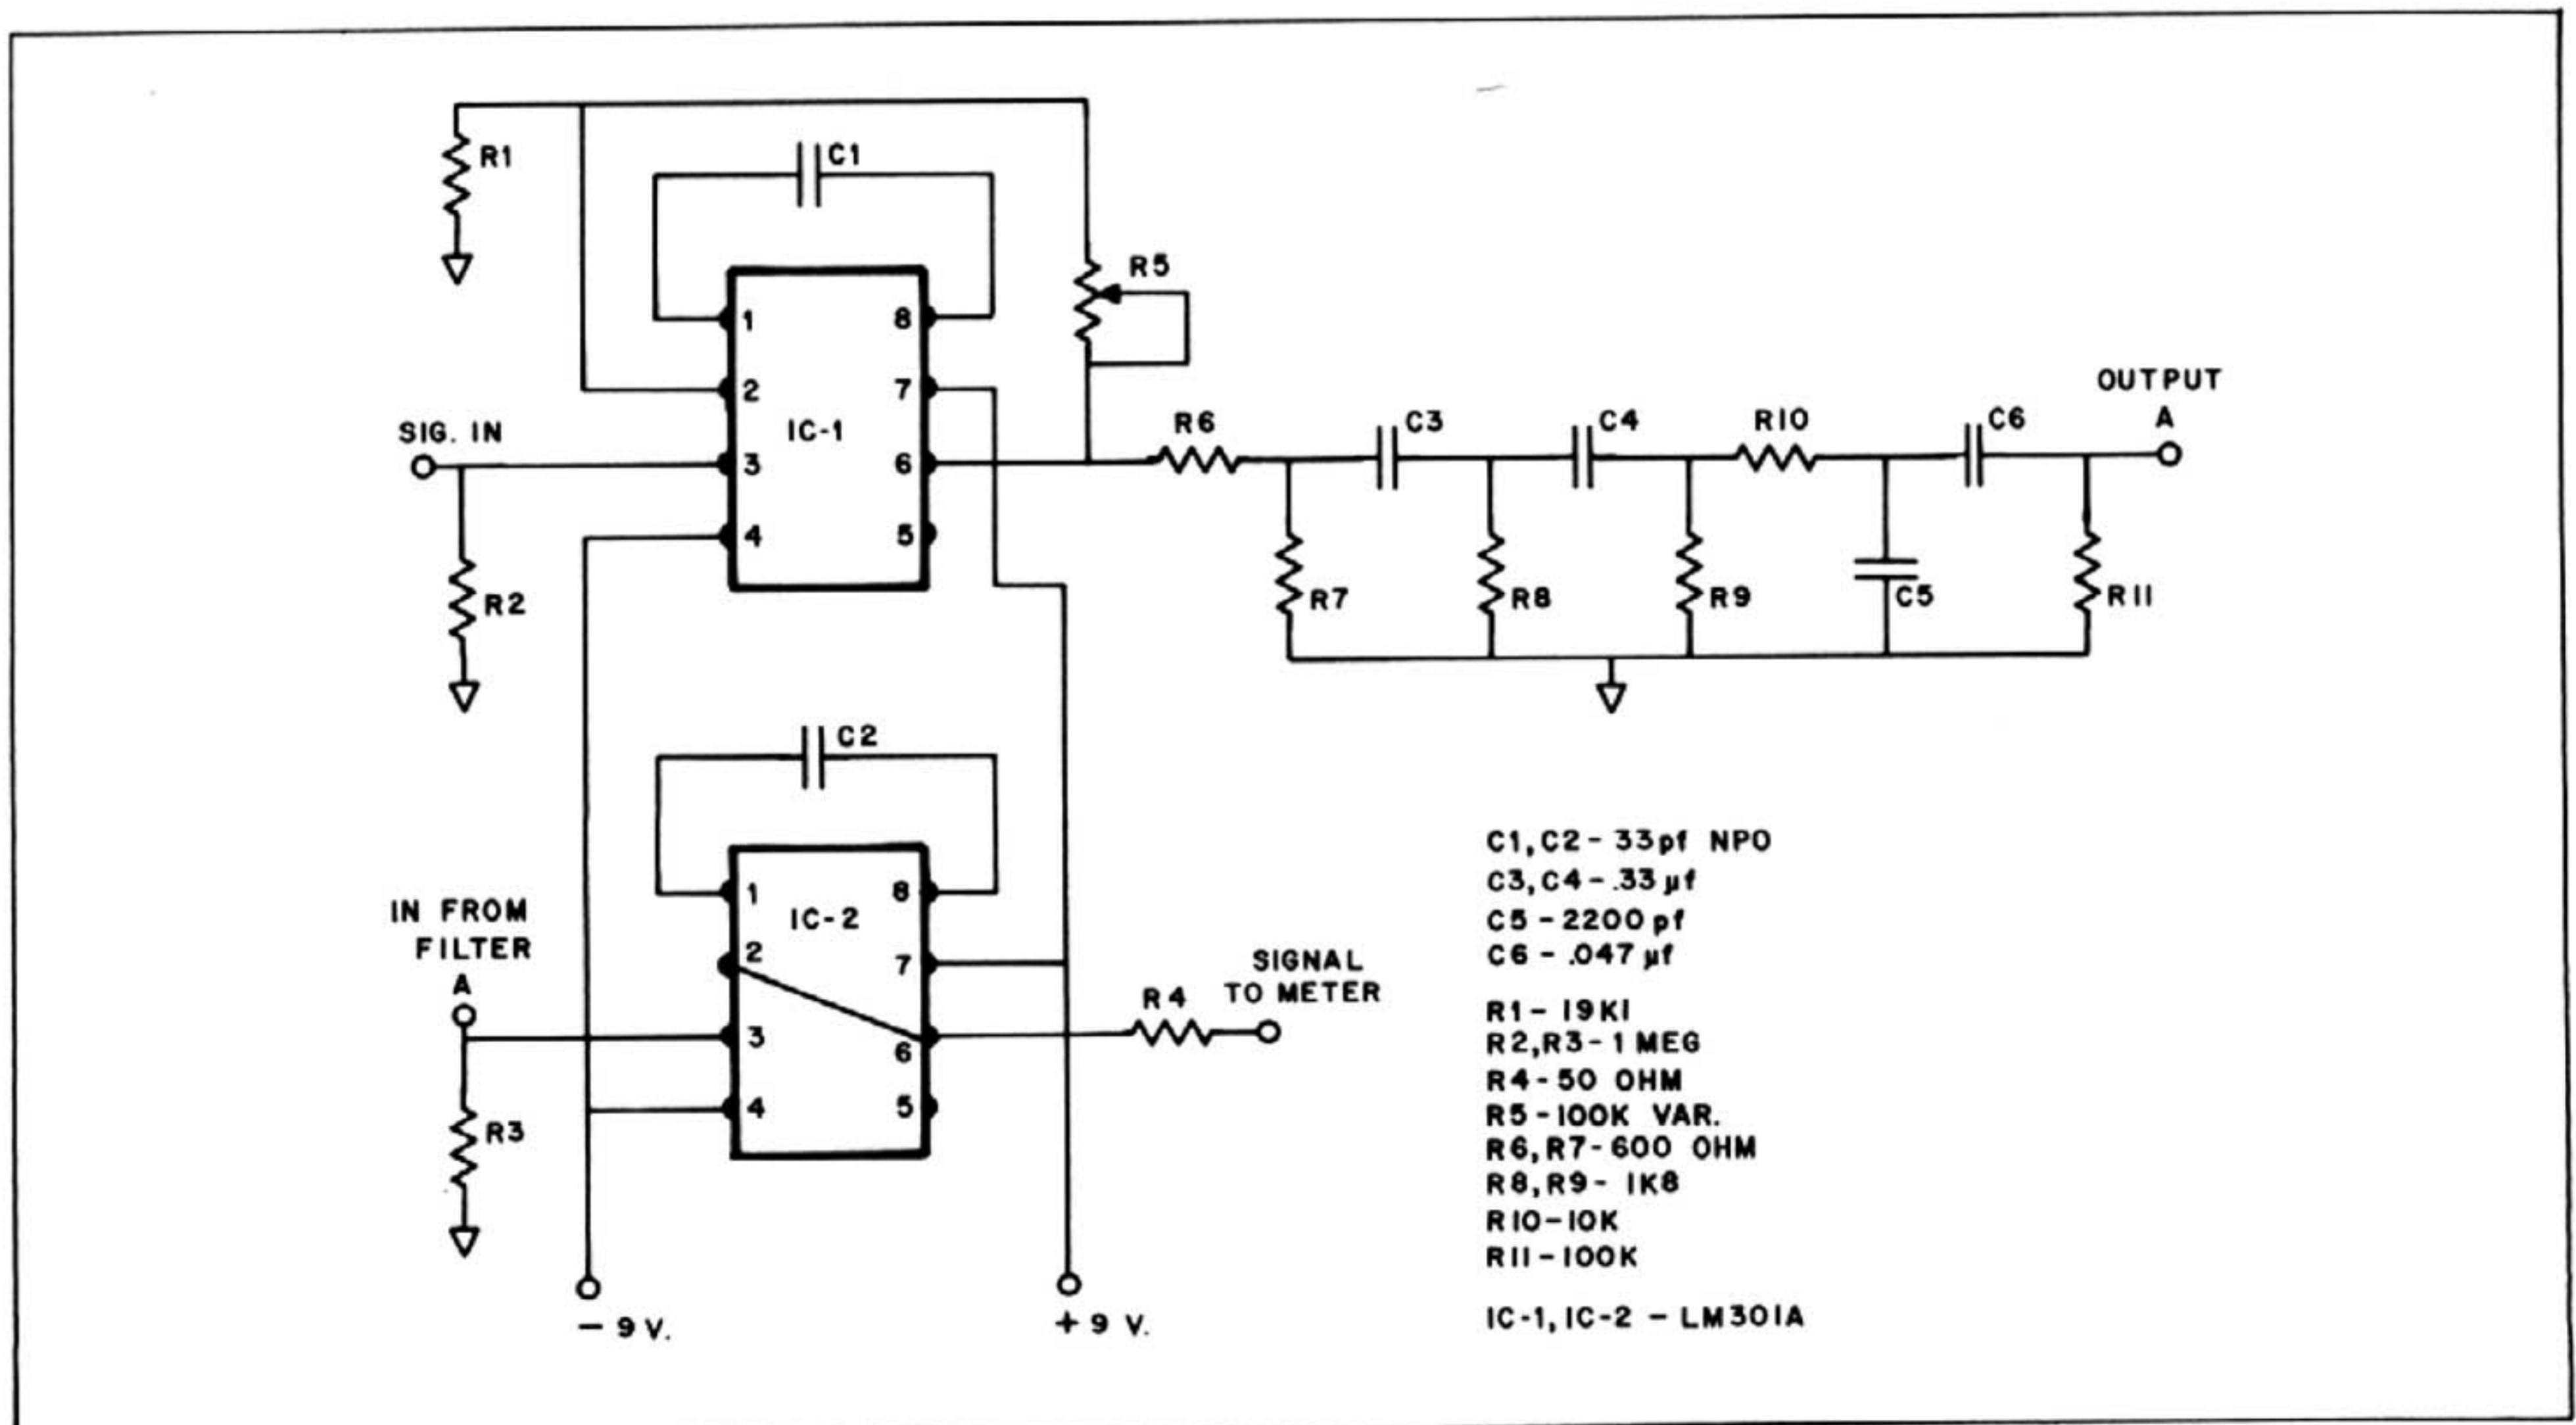 R1
C1
R5
1
8
2
7
IC-1
SIG. IN
3
6
4
5
R2
R6
C3
C4
R10
C6
OUTPUT
A
R7
R8
R9
C5
R11
C2
1
8
IC-2
2
7
IN FROM
FILTER
A
3
6
4
5
R3
R4
SIGNAL
TO METER
- 9 V.
+ 9 V.
C1, C2 - 33pf NPO
C3, C4 - .33 µf
C5 - 2200 pf
C6 - .047 µf
R1 - 19K1
R2, R3 - 1 MEG
R4 - 50 OHM
R5 - 100K VAR.
R6, R7 - 600 OHM
R8, R9 - 1K8
R10 - 10K
R11 - 100K
IC-1, IC-2 - LM301A